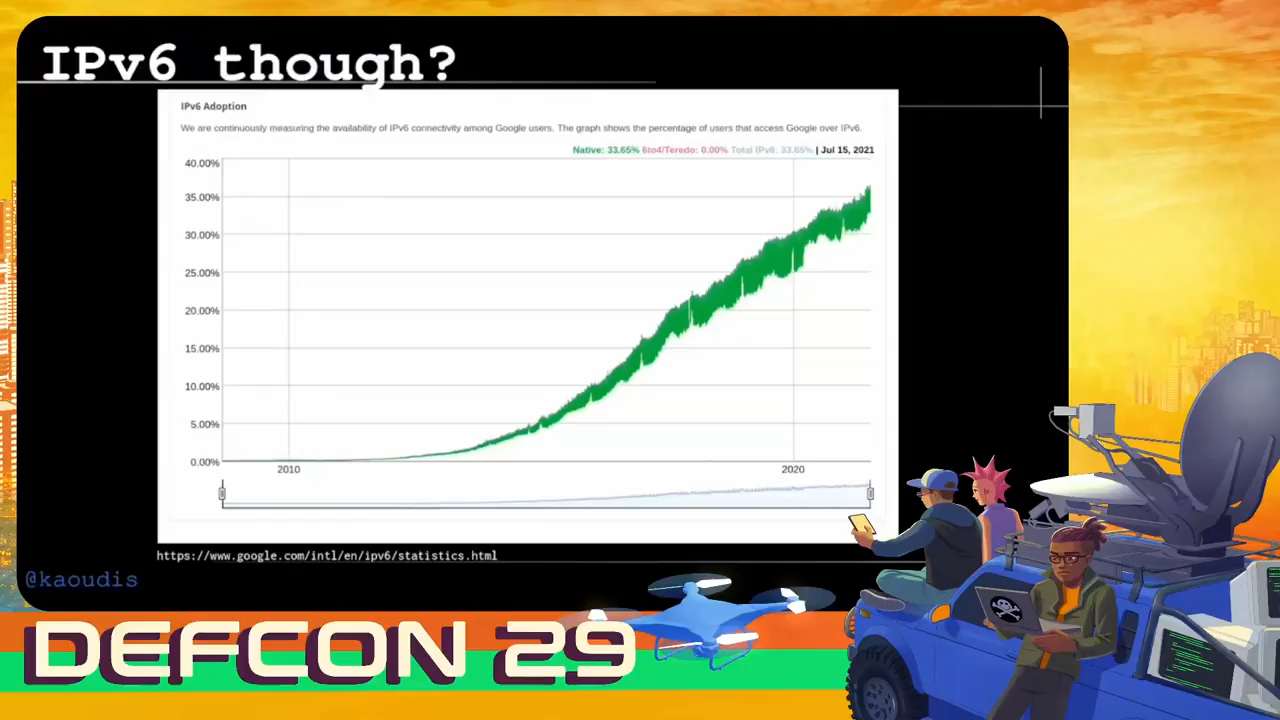 IPv6 though?
IPv6 Adoption
We are continuously measuring the availability of IPv6 connectivity among Google users. The graph shows the percentage of users that access Google over IPv6.
Native: 33.65% 6to4/Teredo: 0.00% Total IPv6: 33.65% | Jul 15, 2021
40.00%
35.00%
30.00%
25.00%
20.00%
15.00%
10.00%
5.00%
0.00%
2010 2020
https://www.google.com/intl/en/ipv6/statistics.html
@kaoudis
DEFCON 29